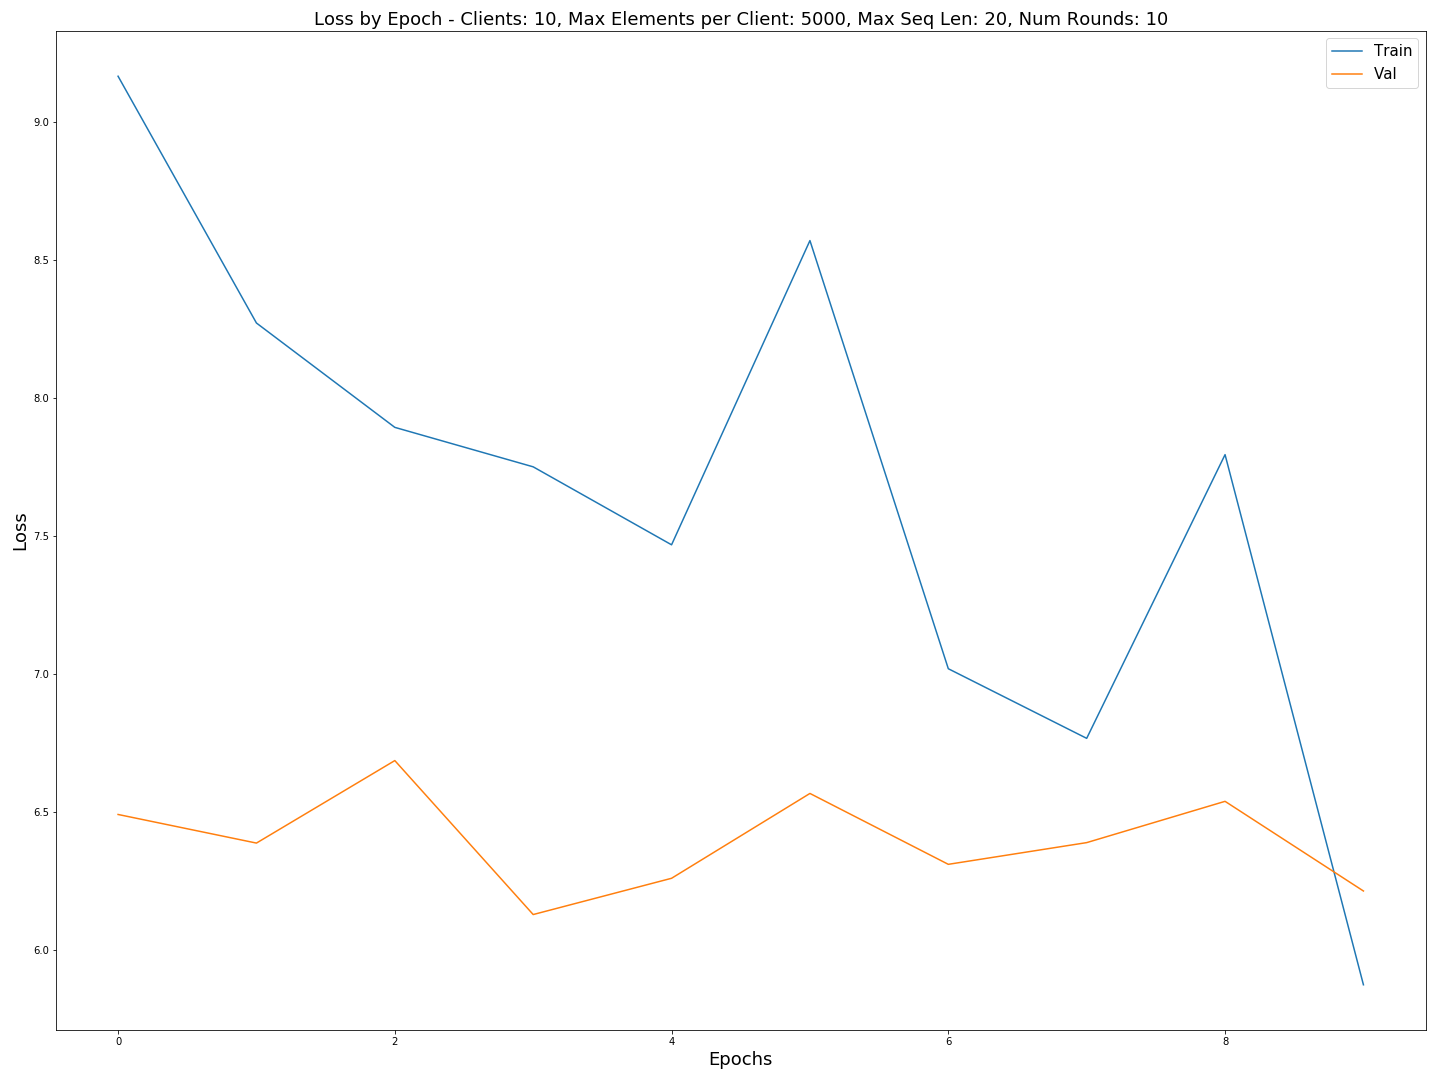 Loss by Epoch - Clients: 10, Max Elements per Client: 5000, Max Seq Len: 20, Num Rounds: 10
Train
Val
9.0
8.5
8.0
7.5
7.0
6.5
6.0
Loss
0 2 4 6 8
Epochs